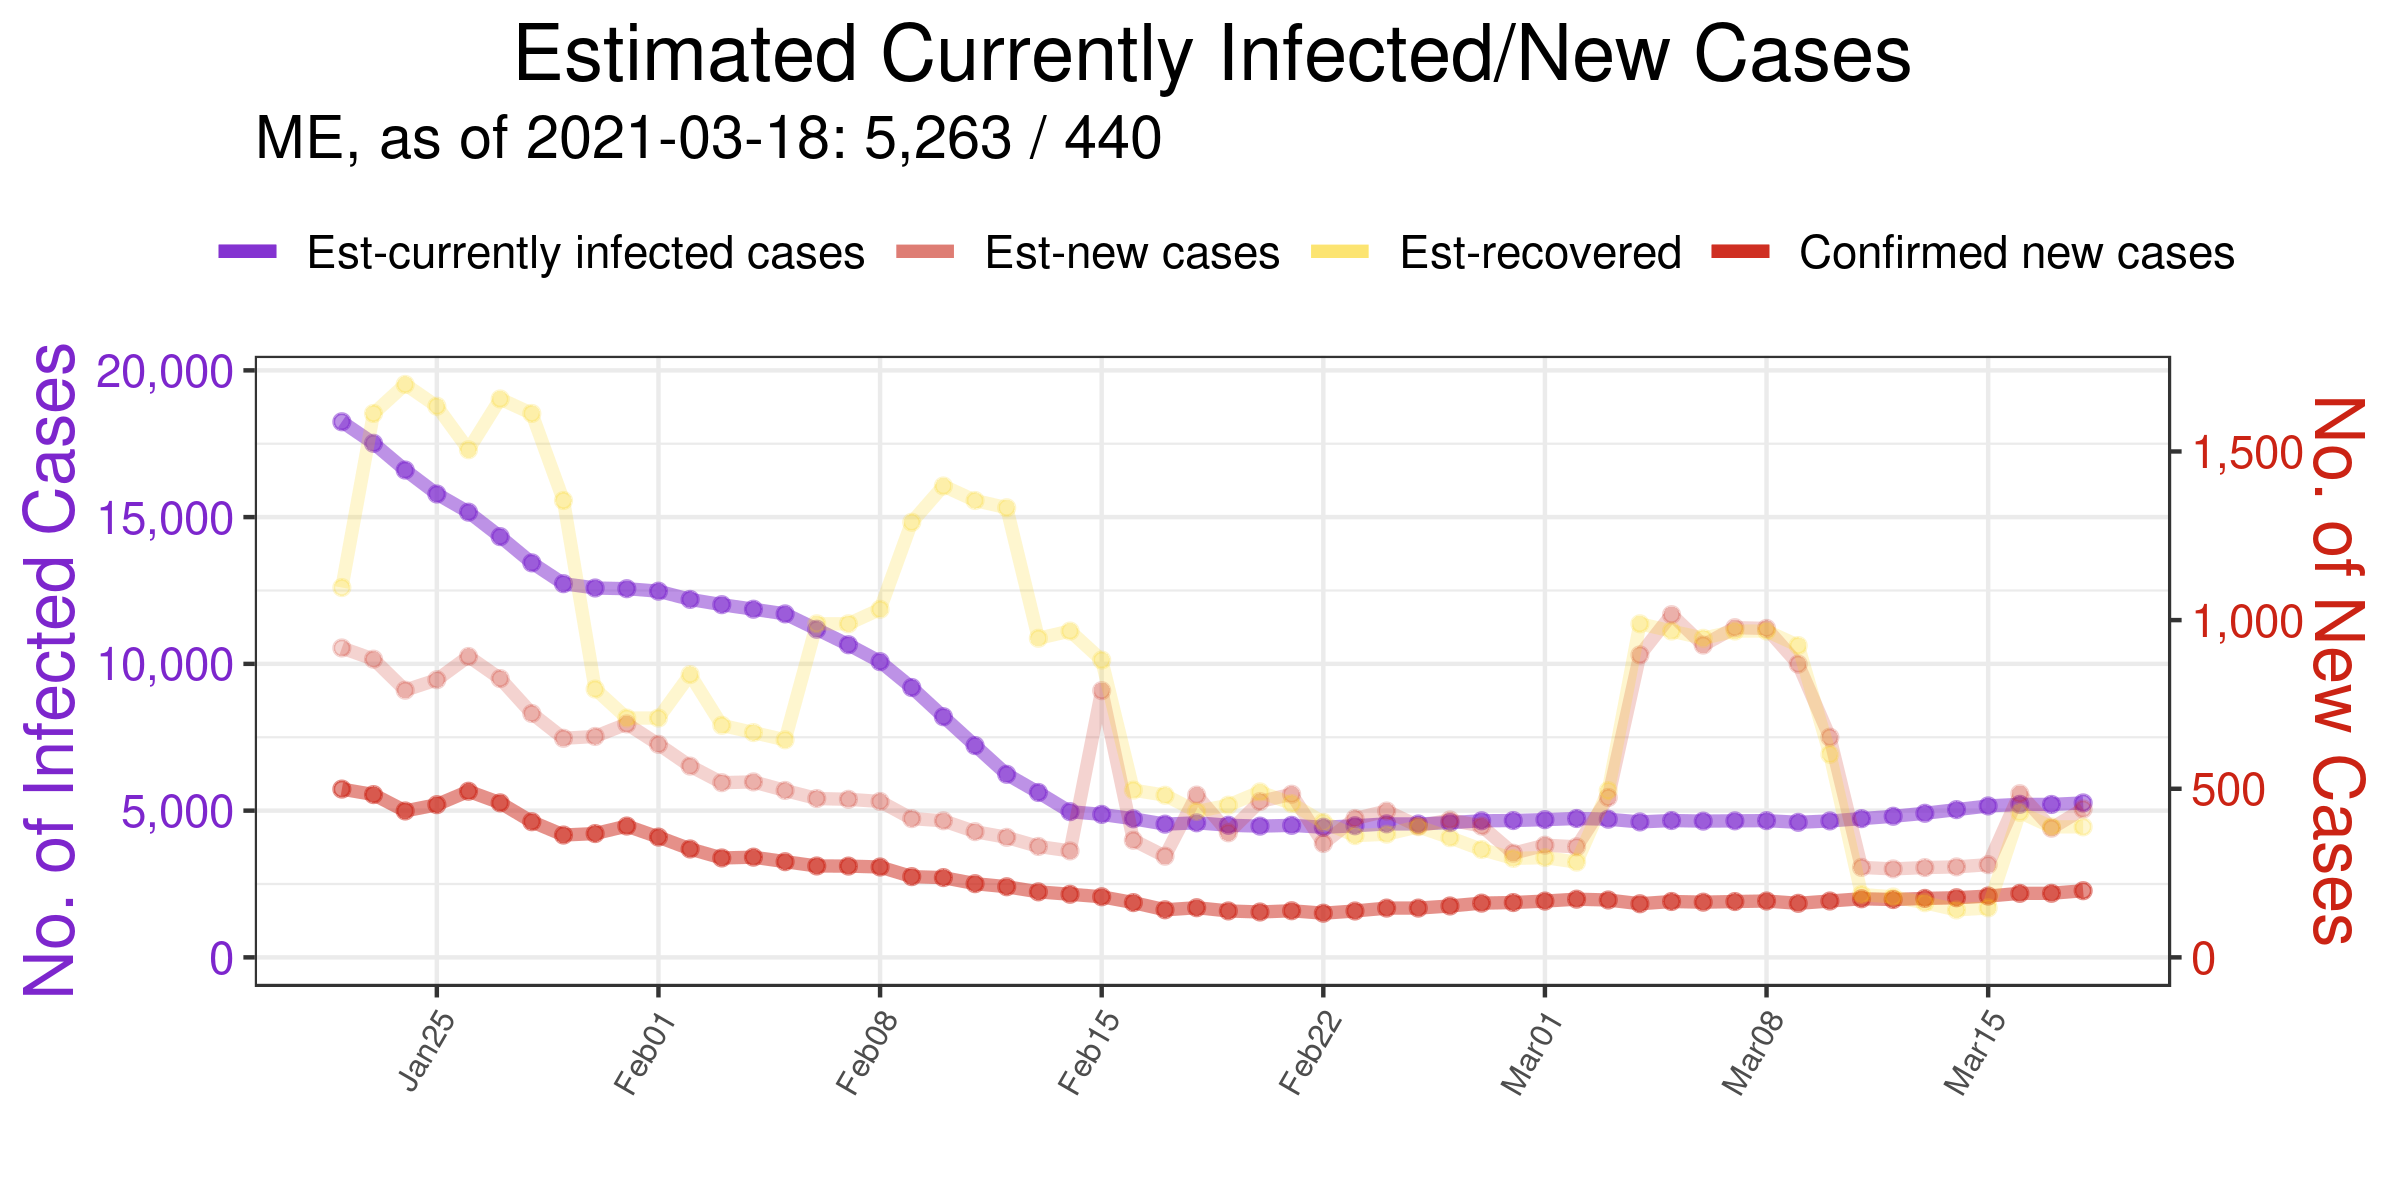 Estimated Currently Infected/New Cases
ME, as of 2021-03-18: 5,263 / 440
Est-currently infected cases Est-new cases Est-recovered Confirmed new cases
No. of Infected Cases
20,000
15,000
10,000
5,000
0
1,500
1,000
500
0
No. of New Cases
Jan25 Feb01 Feb08 Feb15 Feb22 Mar01 Mar08 Mar15